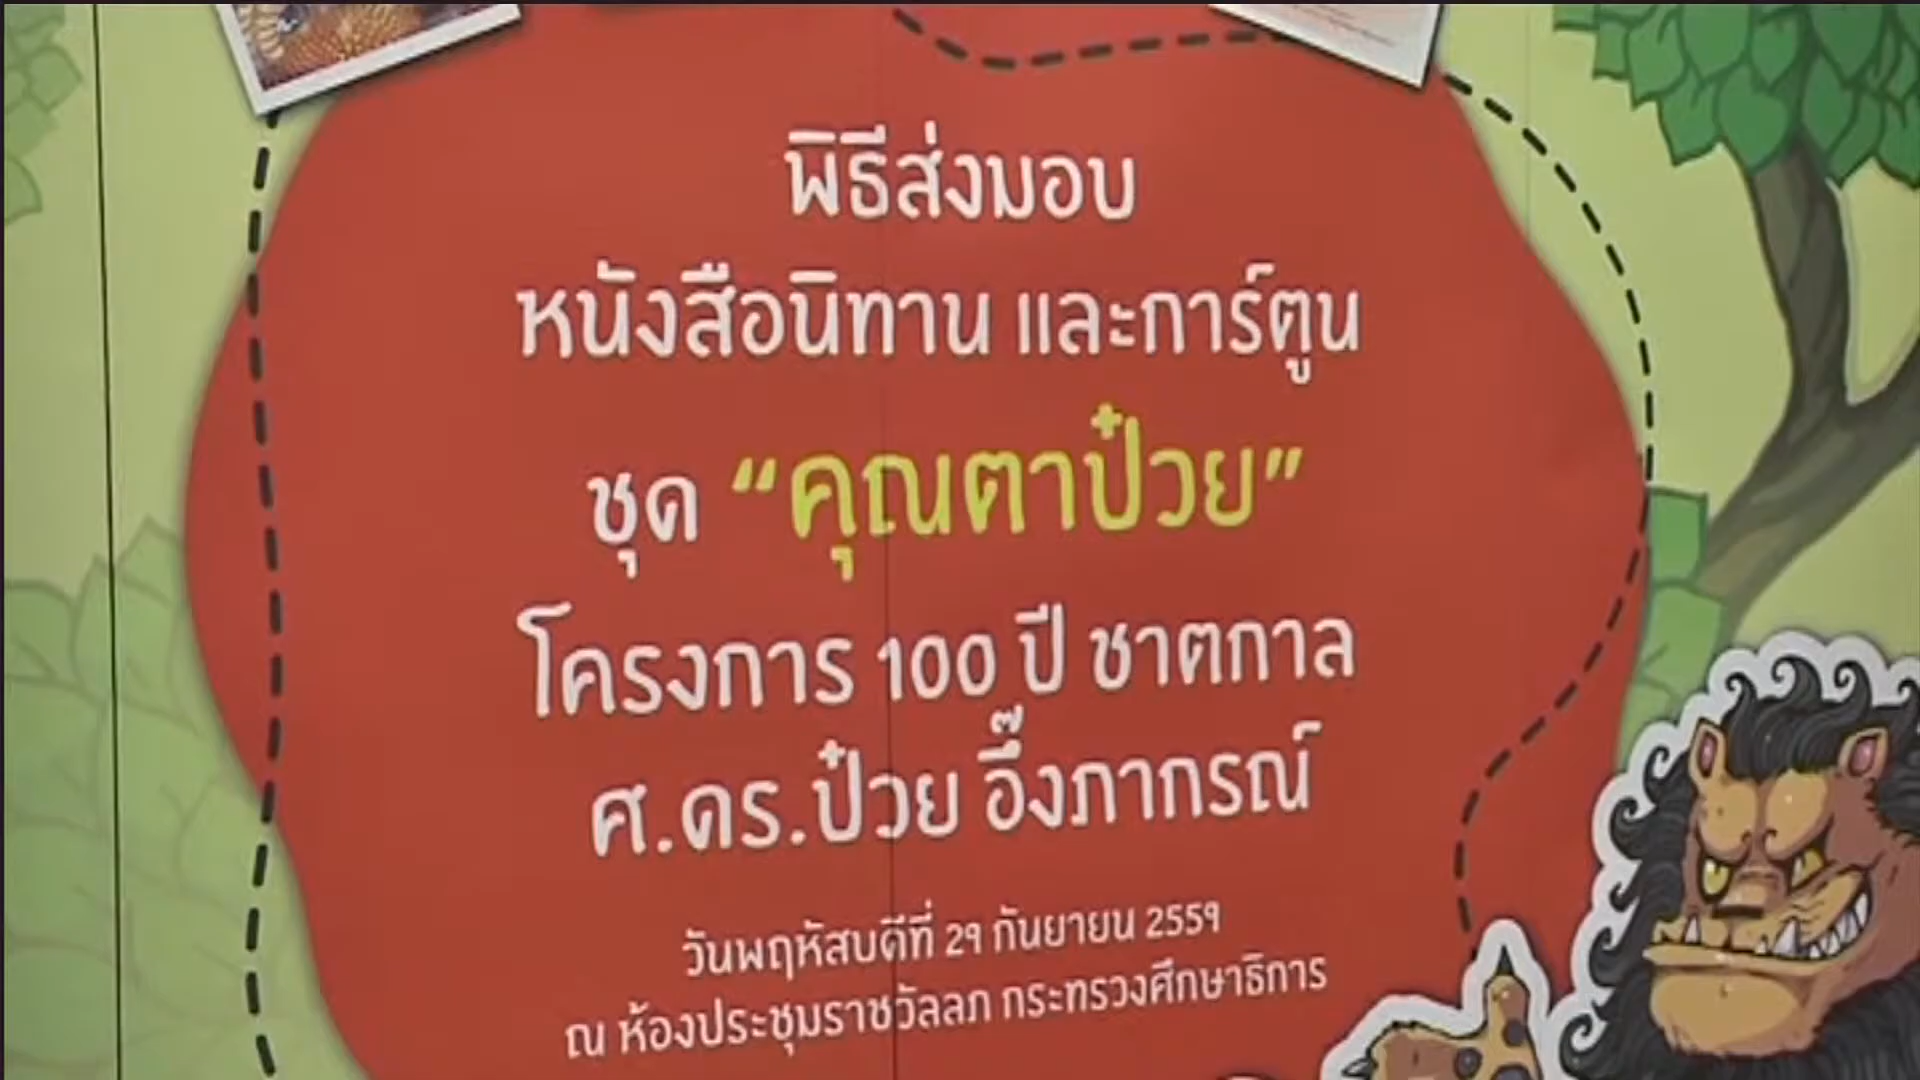 พิธีส่งมอบ
หนังสือนิทาน และการ์ตูน
ชุด “คุณตาป๋วย”
โครงการ 100 ปี ชาตกาล
ศ.ดร.ป๋วย อึ๊งภากรณ์
วันพฤหัสบดีที่ 29 กันยายน 2559
ณ ห้องประชุมราชวัลลภ กระทรวงศึกษาธิการ